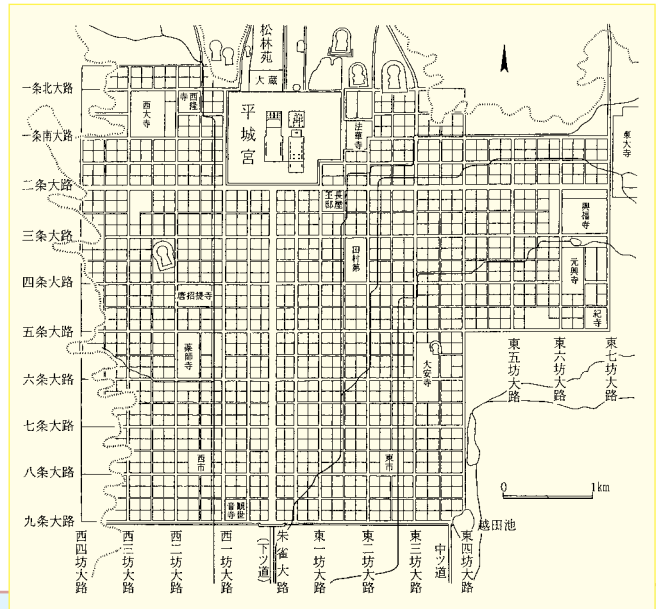 松林苑
大蔵
一条北大路
西大寺
西隆寺
平城宮
法華寺
一条南大路
東大寺
二条大路
長屋王邸
興福寺
三条大路
田村第
元興寺
四条大路
唐招提寺
紀寺
五条大路
薬師寺
大安寺
東五坊大路
東六坊大路
東七坊大路
六条大路
七条大路
西市
東市
八条大路
0 1km
観世音寺
九条大路
越田池
西四坊大路
西三坊大路
西二坊大路
西一坊大路
(下ツ道)
朱雀大路
東一坊大路
東二坊大路
東三坊大路
中ツ道
東四坊大路